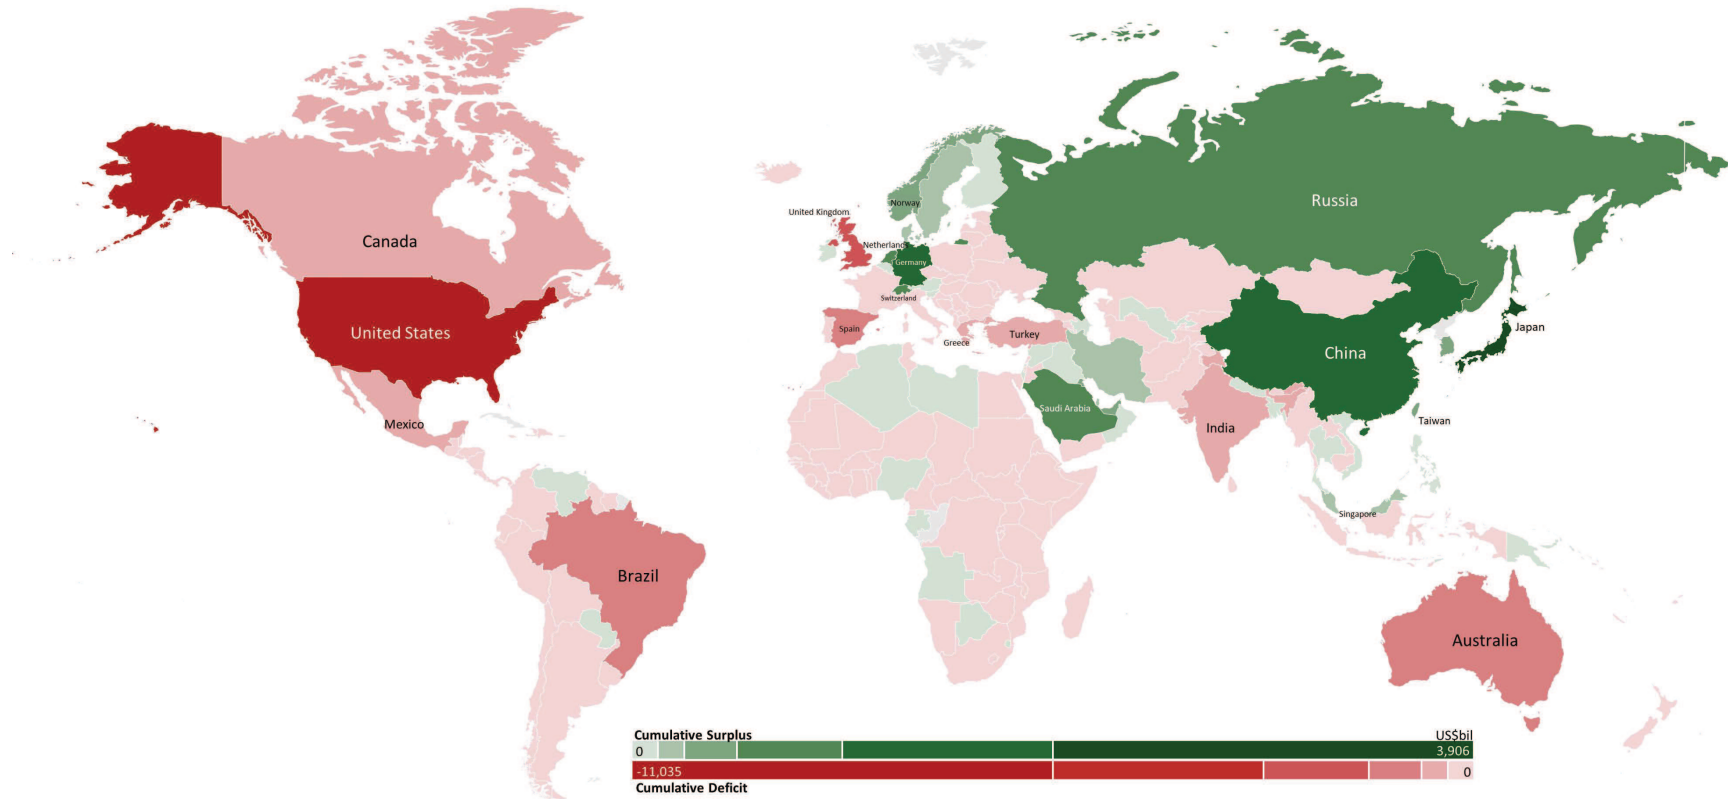 Russia
Norway
United Kingdom
Canada
Netherland
Germany
Switzerland
United States
Spain
Turkey
Greece
Japan
China
Saudi Arabia
Mexico
India
Taiwan
Singapore
Brazil
Australia
Cumulative Surplus US$bil
0 3,906
-11,035 0
Cumulative Deficit